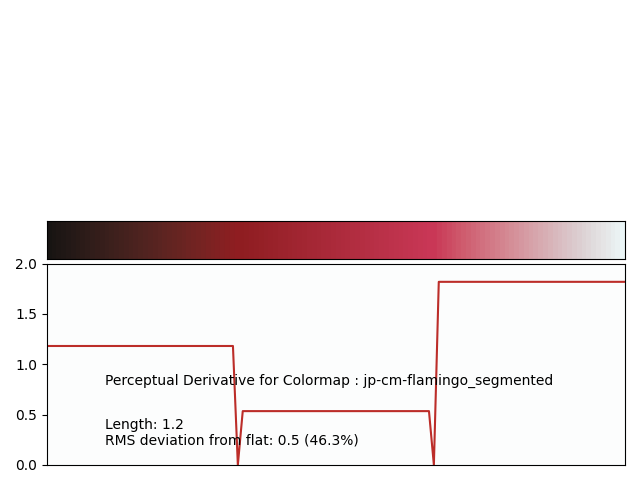 2.0
1.5
1.0
Perceptual Derivative for Colormap : jp-cm-flamingo_segmented
0.5
Length: 1.2
RMS deviation from flat: 0.5 (46.3%)
0.0